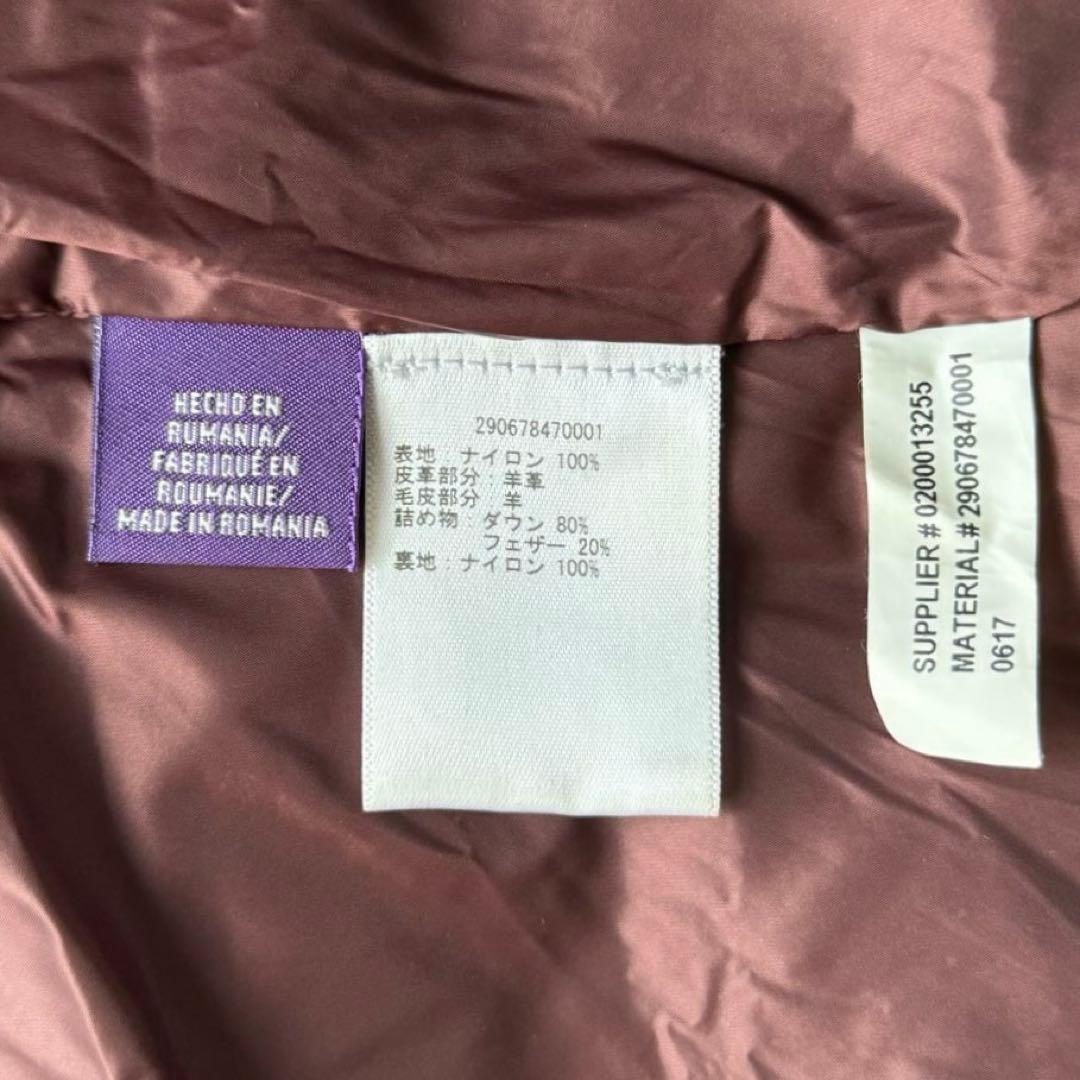 HECHO EN
RUMANIA/
FABRIQUÉ EN
ROUMANIE/
MADE IN ROMANIA
290678470001
表地:ナイロン 100%
皮革部分:羊革
毛皮部分:羊
詰め物:ダウン 80%
フェザー 20%
裏地:ナイロン 100%
SUPPLIER# 0200013255
MATERIAL# 290678470001
0617